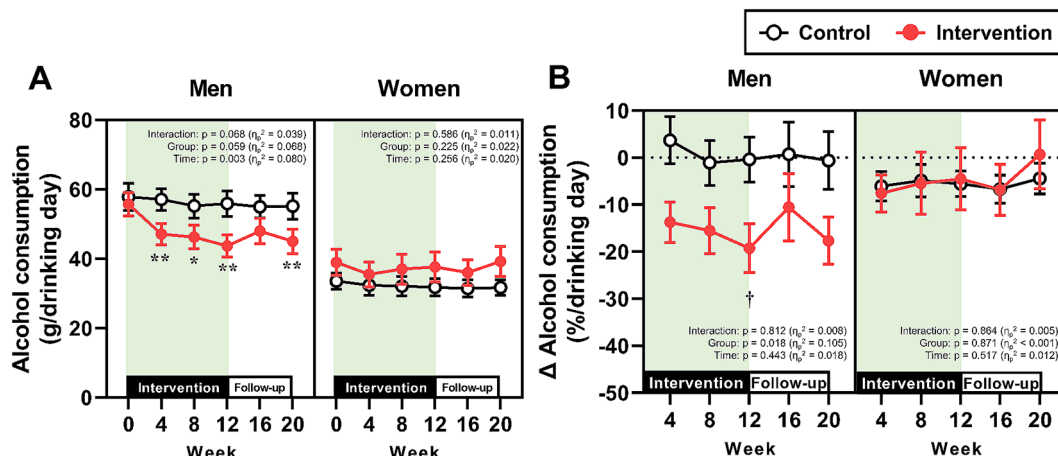 Control Intervention
A
Men Women
Alcohol consumption
(g/drinking day)
80
60
40
20
0
Interaction: p = 0.068 (ηp² = 0.039)
Group: p = 0.059 (ηp² = 0.068)
Time: p = 0.003 (ηp² = 0.080)
** * ** **
Intervention Follow-up
0 4 8 12 16 20
Week
Interaction: p = 0.586 (ηp² = 0.011)
Group: p = 0.225 (ηp² = 0.022)
Time: p = 0.256 (ηp² = 0.020)
Intervention Follow-up
0 4 8 12 16 20
Week
B
Men Women
Δ Alcohol consumption
(%/drinking day)
10
0
-10
-20
-30
-40
-50
†
Interaction: p = 0.812 (ηp² = 0.008)
Group: p = 0.018 (ηp² = 0.105)
Time: p = 0.443 (ηp² = 0.018)
Intervention Follow-up
4 8 12 16 20
Week
Interaction: p = 0.864 (ηp² = 0.005)
Group: p = 0.871 (ηp² < 0.001)
Time: p = 0.517 (ηp² = 0.012)
Intervention Follow-up
4 8 12 16 20
Week